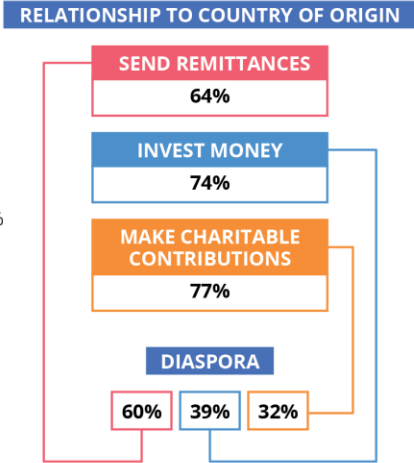 RELATIONSHIP TO COUNTRY OF ORIGIN
SEND REMITTANCES
64%
INVEST MONEY
74%
%
MAKE CHARITABLE
CONTRIBUTIONS
77%
DIASPORA
60% 39% 32%